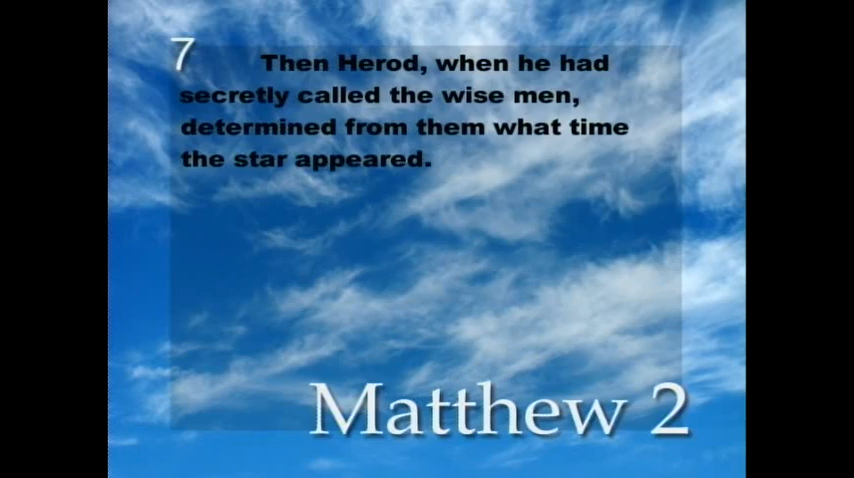 7 Then Herod, when he had
secretly called the wise men,
determined from them what time
the star appeared.
Matthew 2